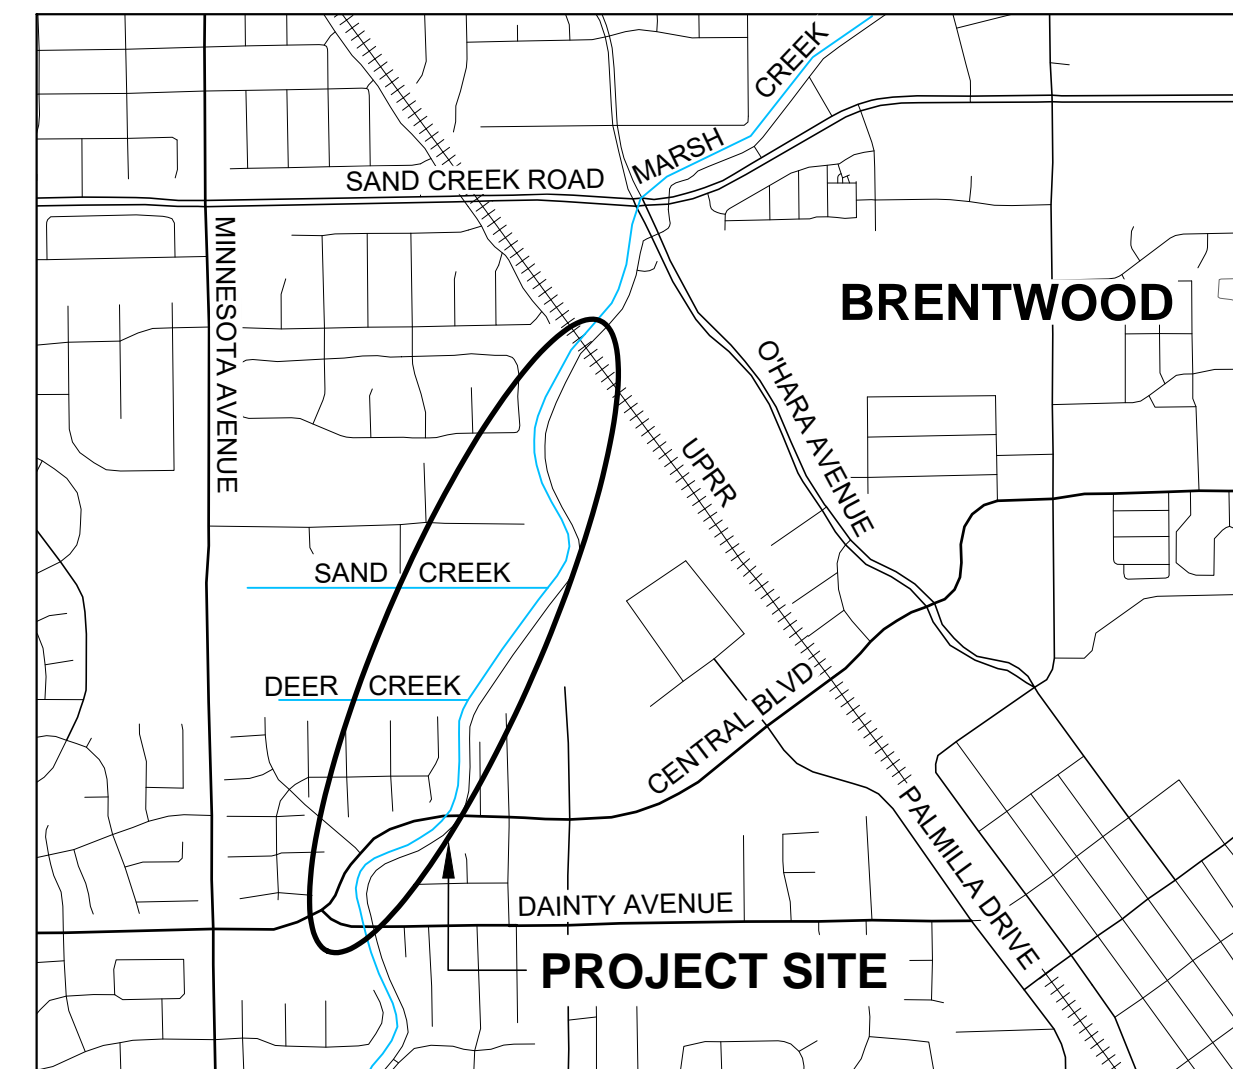 CREEK
MARSH
SAND CREEK ROAD
MINNESOTA AVENUE
BRENTWOOD
O'HARA AVENUE
UPRR
SAND CREEK
DEER CREEK
CENTRAL BLVD
PALMILLA DRIVE
DAINTY AVENUE
PROJECT SITE